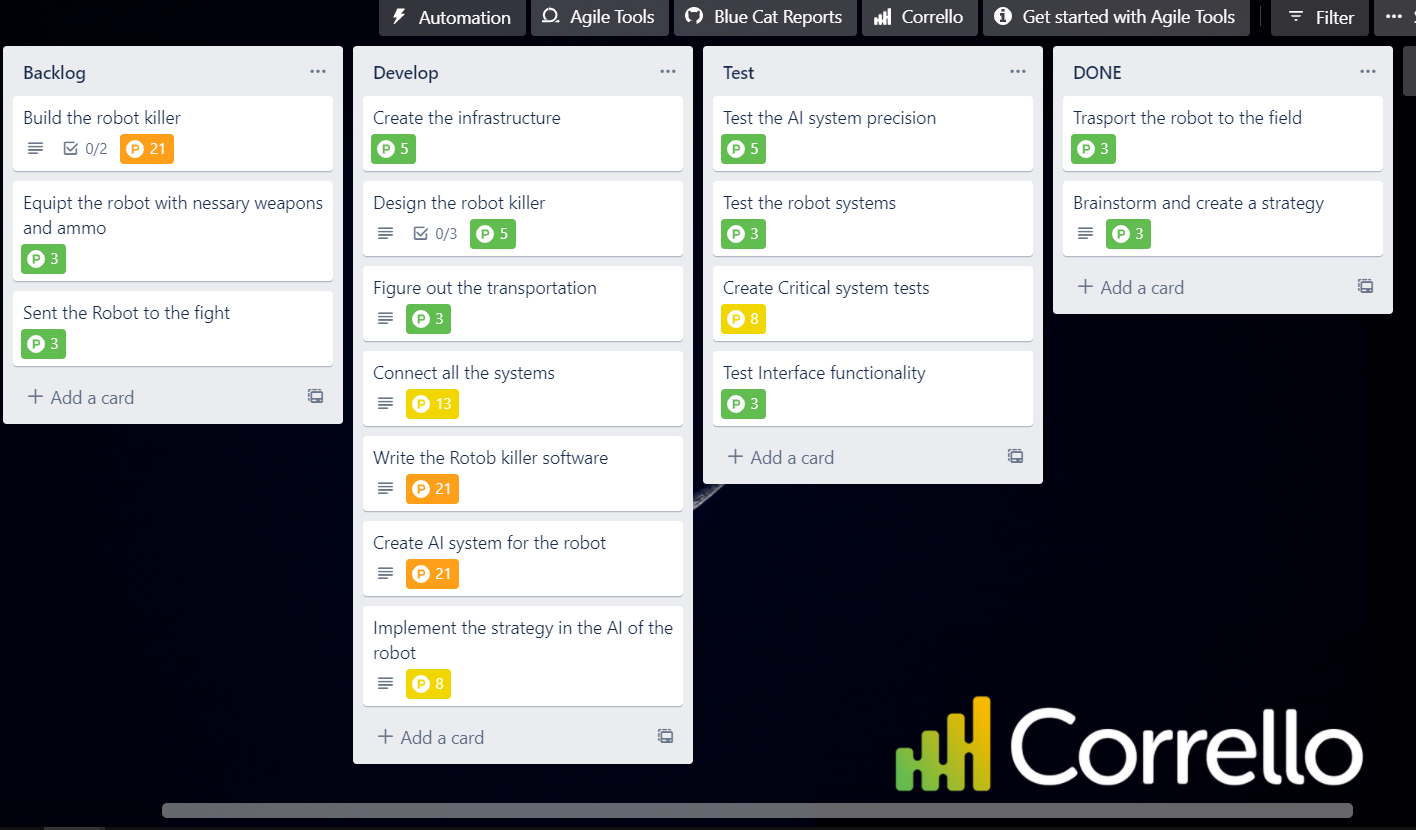 Automation
Agile Tools
Blue Cat Reports
Corrello
Get started with Agile Tools
Filter
Backlog
Build the robot killer
0/2
P 21
Equipt the robot with nessary weapons
and ammo
P 3
Sent the Robot to the fight
P 3
+ Add a card
Develop
Create the infrastructure
P 5
Design the robot killer
0/3
P 5
Figure out the transportation
P 3
Connect all the systems
P 13
Write the Rotob killer software
P 21
Create AI system for the robot
P 21
Implement the strategy in the AI of the
robot
P 8
+ Add a card
Test
Test the AI system precision
P 5
Test the robot systems
P 3
Create Critical system tests
P 8
Test Interface functionality
P 3
+ Add a card
DONE
Trasport the robot to the field
P 3
Brainstorm and create a strategy
P 3
+ Add a card
Corrello